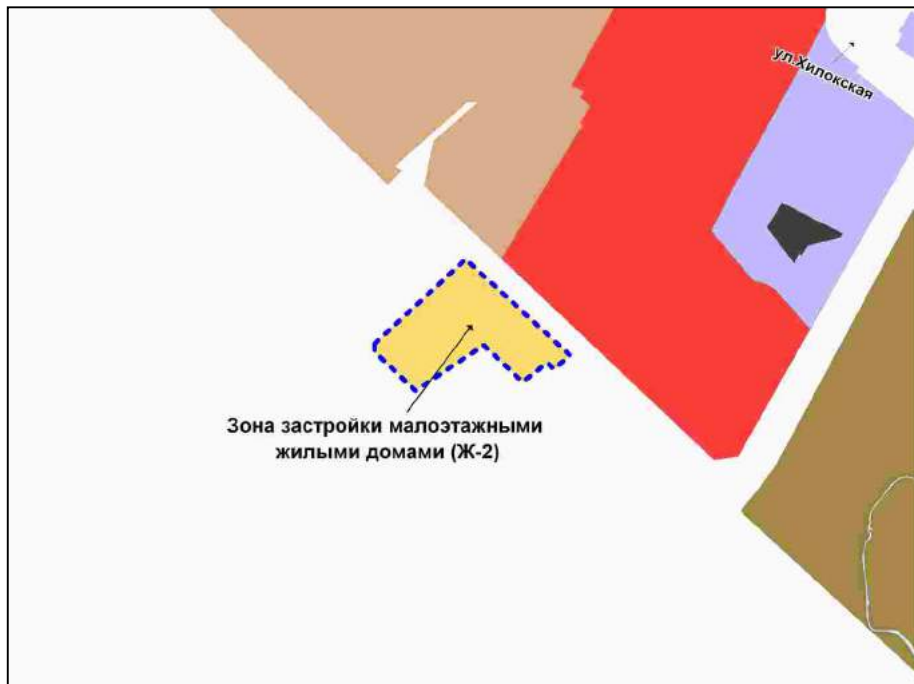 ул.Хилокская
Зона застройки малоэтажными
жилыми домами (Ж-2)